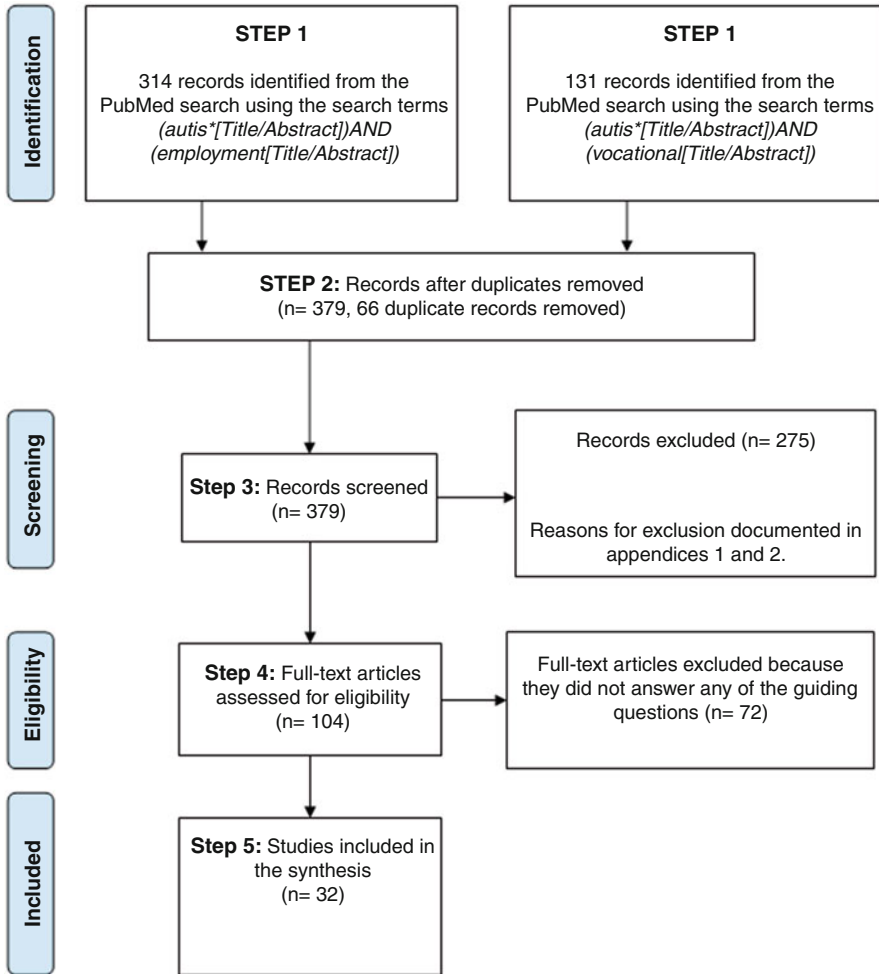 Identification
STEP 1
314 records identified from the
PubMed search using the search terms
(autis*[Title/Abstract])AND
(employment[Title/Abstract])
STEP 1
131 records identified from the
PubMed search using the search terms
(autis*[Title/Abstract])AND
(vocational[Title/Abstract])
STEP 2: Records after duplicates removed
(n= 379, 66 duplicate records removed)
Screening
Step 3: Records screened
(n= 379)
Records excluded (n= 275)
Reasons for exclusion documented in
appendices 1 and 2.
Eligibility
Step 4: Full-text articles
assessed for eligibility
(n= 104)
Full-text articles excluded because
they did not answer any of the guiding
questions (n= 72)
Included
Step 5: Studies included in
the synthesis
(n= 32)